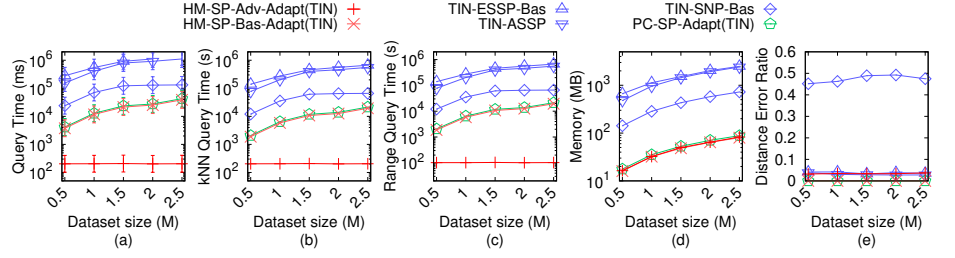 HM-SP-Adv-Adapt(TIN)
HM-SP-Bas-Adapt(TIN)
TIN-ESSP-Bas
TIN-ASSP
TIN-SNP-Bas
PC-SP-Adapt(TIN)
Query Time (ms)
10^6
10^5
10^4
10^3
10^2
0.5 1 1.5 2 2.5
Dataset size (M)
(a)
kNN Query Time (s)
10^6
10^5
10^4
10^3
10^2
0.5 1 1.5 2 2.5
Dataset size (M)
(b)
Range Query Time (s)
10^6
10^5
10^4
10^3
10^2
0.5 1 1.5 2 2.5
Dataset size (M)
(c)
Memory (MB)
10^3
10^2
10^1
0.5 1 1.5 2 2.5
Dataset size (M)
(d)
Distance Error Ratio
0.6
0.5
0.4
0.3
0.2
0.1
0
0.5 1 1.5 2 2.5
Dataset size (M)
(e)